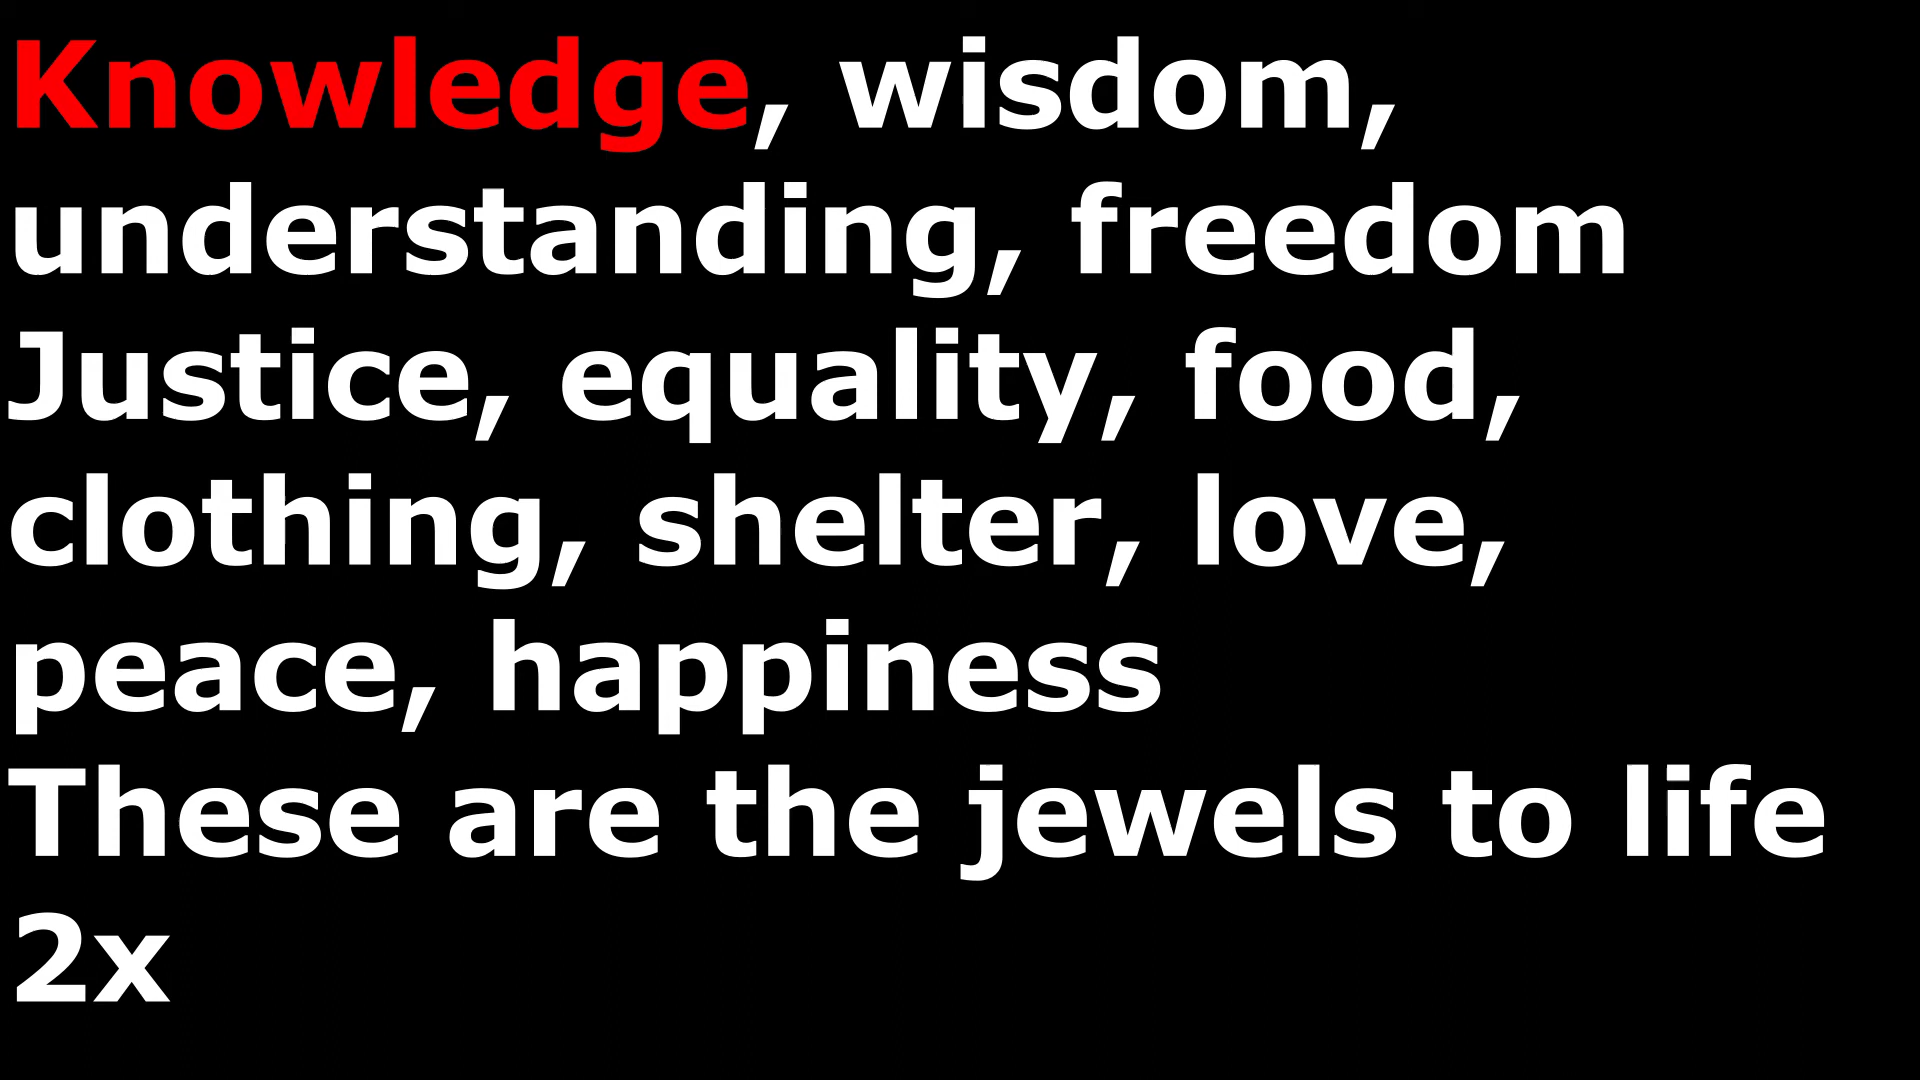 Knowledge, wisdom,
understanding, freedom
Justice, equality, food,
clothing, shelter, love,
peace, happiness
These are the jewels to life
2x